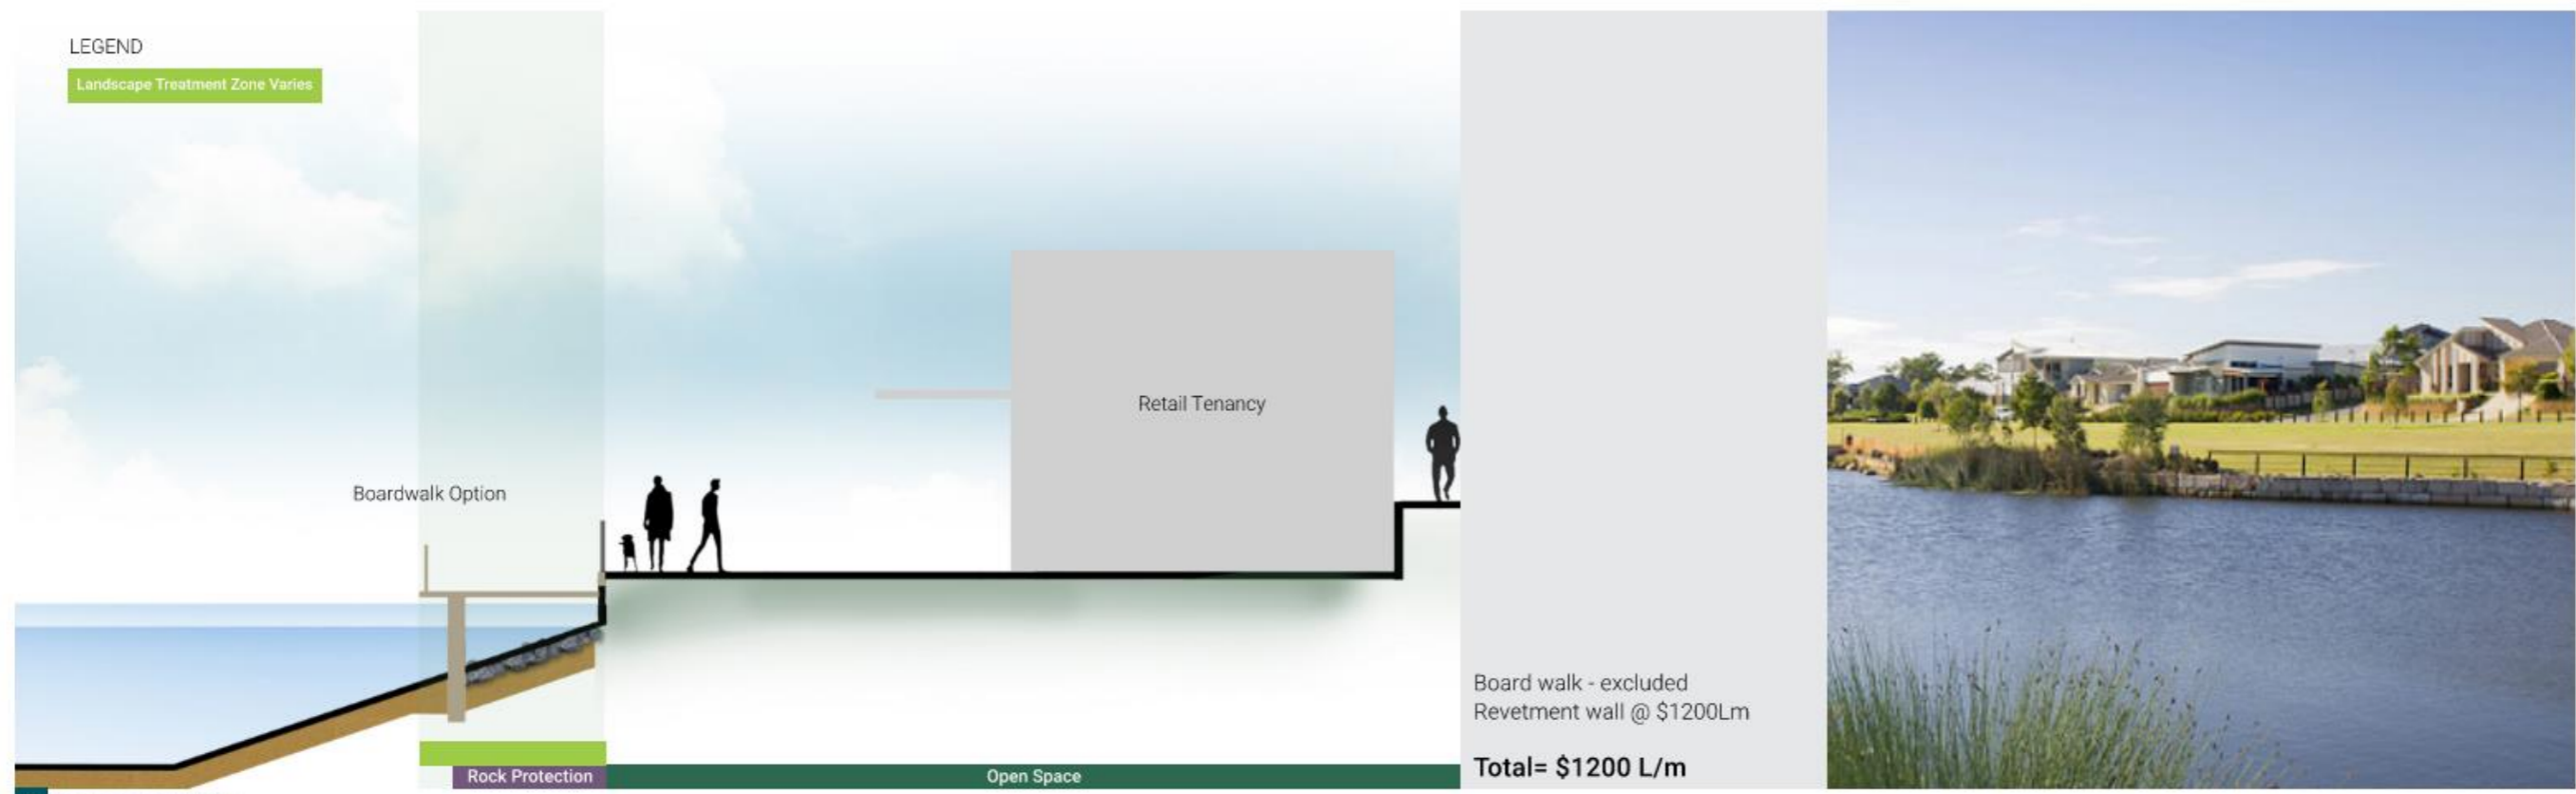 LEGEND
Landscape Treatment Zone Varies
Retail Tenancy
Boardwalk Option
Board walk - excluded
Revetment wall @ $1200Lm
Total= $1200 L/m
Rock Protection
Open Space